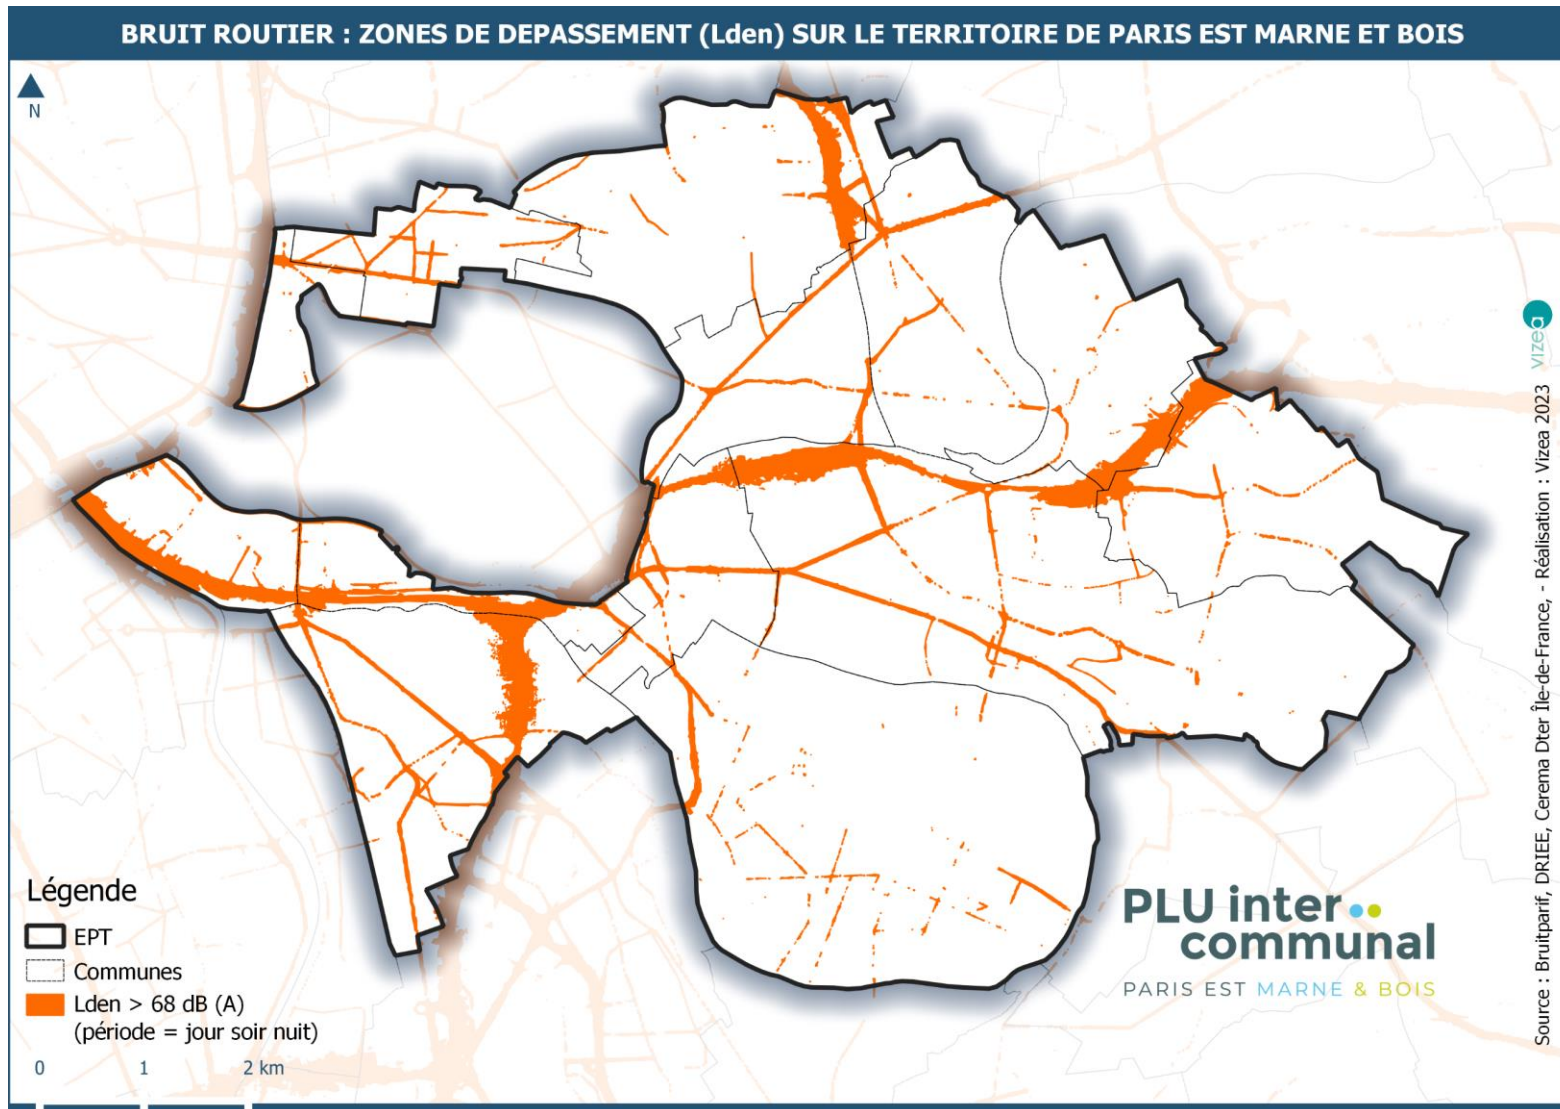 BRUIT ROUTIER : ZONES DE DEPASSEMENT (Lden) SUR LE TERRITOIRE DE PARIS EST MARNE ET BOIS
N
vizea
Source : Bruitparif, DRIEE, Cerema Dter Île-de-France, - Réalisation : Vizea 2023
Légende
EPT
Communes
Lden > 68 dB (A)
(période = jour soir nuit)
0 1 2 km
PLU inter
communal
PARIS EST MARNE & BOIS